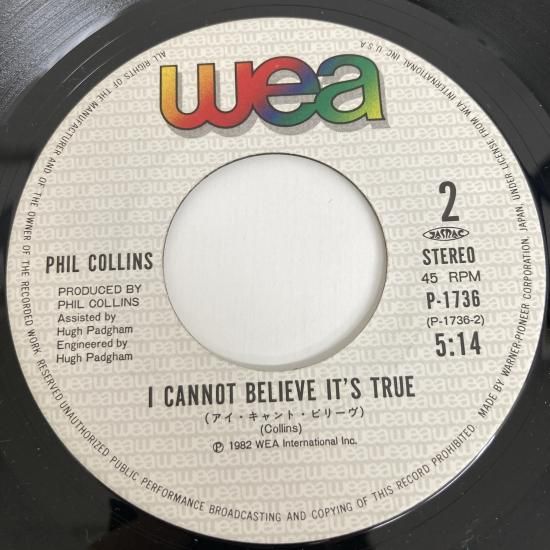 wea
2
JASRAC
STEREO
45 RPM
P-1736
(P-1736-2)
5:14
PHIL COLLINS
PRODUCED BY
PHIL COLLINS
Assisted by
Hugh Padgham
Engineered by
Hugh Padgham
I CANNOT BELIEVE IT'S TRUE
(アイ・キャント・ビリーヴ)
(Collins)
Ⓟ 1982 WEA International Inc.
ALL RIGHTS OF THE MANUFACTURER AND OF THE OWNER OF THE RECORDED WORK RESERVED UNAUTHORIZED PUBLIC PERFORMANCE BROADCASTING AND COPYING OF THIS RECORD PROHIBITED. MADE BY WARNER-PIONEER CORPORATION, JAPAN, UNDER LICENSE FROM WEA INTERNATIONAL INC. U.S.A.